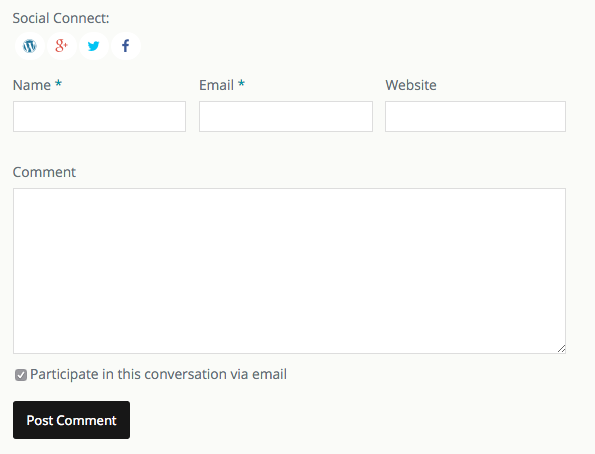 Social Connect:
Name * Email * Website
Comment
Participate in this conversation via email
Post Comment